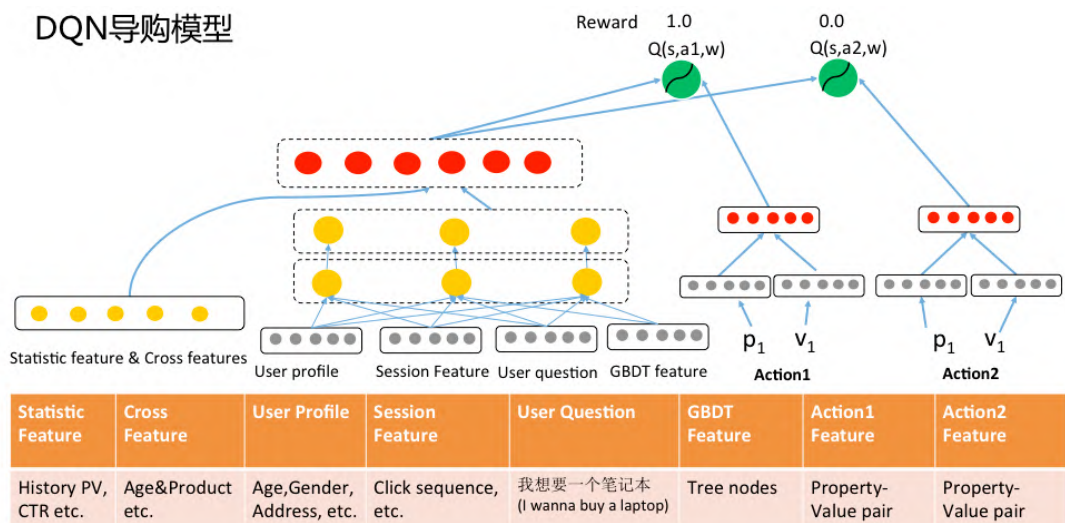 DQN导购模型
Reward 1.0 0.0
Q(s,a1,w) Q(s,a2,w)
Statistic feature & Cross features
User profile
Session Feature
User question
GBDT feature
p1 v1
Action1
p1 v1
Action2
Statistic Feature
Cross Feature
User Profile
Session Feature
User Question
GBDT Feature
Action1 Feature
Action2 Feature
History PV,
CTR etc.
Age&Product
etc.
Age,Gender,
Address, etc.
Click sequence,
etc.
我想要一个笔记本
(I wanna buy a laptop)
Tree nodes
Property-
Value pair
Property-
Value pair